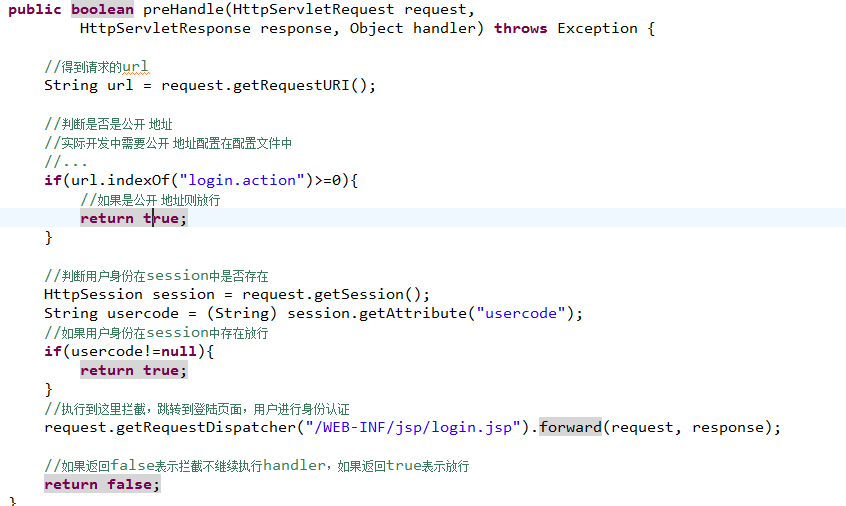 public boolean preHandle(HttpServletRequest request,
HttpServletResponse response, Object handler) throws Exception {
//得到请求的url
String url = request.getRequestURI();
//判断是否是公开 地址
//实际开发中需要公开 地址配置在配置文件中
//...
if(url.indexOf("login.action")>=0){
//如果是公开 地址则放行
return true;
}
//判断用户身份在session中是否存在
HttpSession session = request.getSession();
String usercode = (String) session.getAttribute("usercode");
//如果用户身份在session中存在放行
if(usercode!=null){
return true;
}
//执行到这里拦截，跳转到登陆页面，用户进行身份认证
request.getRequestDispatcher("/WEB-INF/jsp/login.jsp").forward(request, response);
//如果返回false表示拦截不继续执行handler，如果返回true表示放行
return false;
}